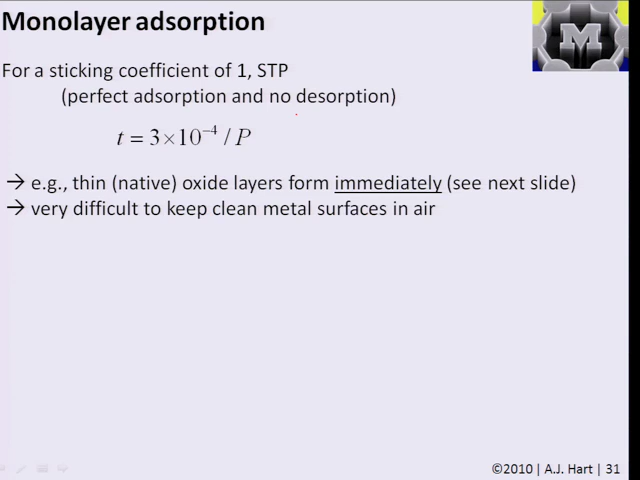 Monolayer adsorption
M
For a sticking coefficient of 1, STP
(perfect adsorption and no desorption)
t = 3×10⁻⁴ / P
→ e.g., thin (native) oxide layers form immediately (see next slide)
→ very difficult to keep clean metal surfaces in air
©2010 | A.J. Hart | 31